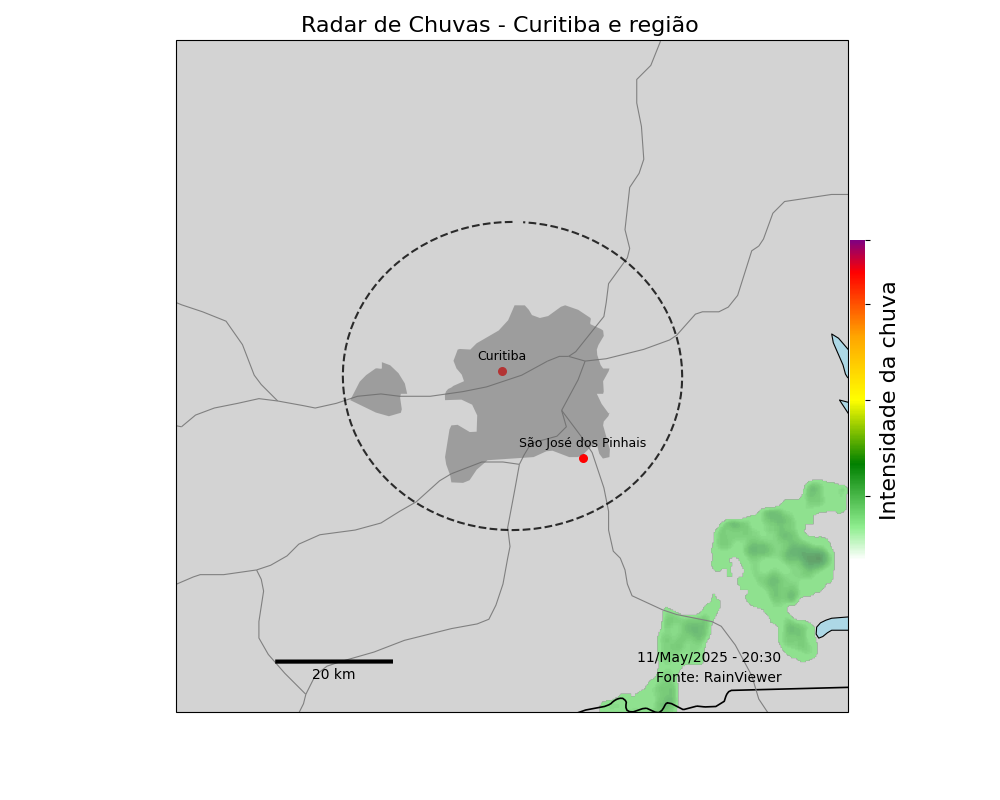 Radar de Chuvas - Curitiba e região
Curitiba
São José dos Pinhais
Intensidade da chuva
11/May/2025 - 20:30
Fonte: RainViewer
20 km